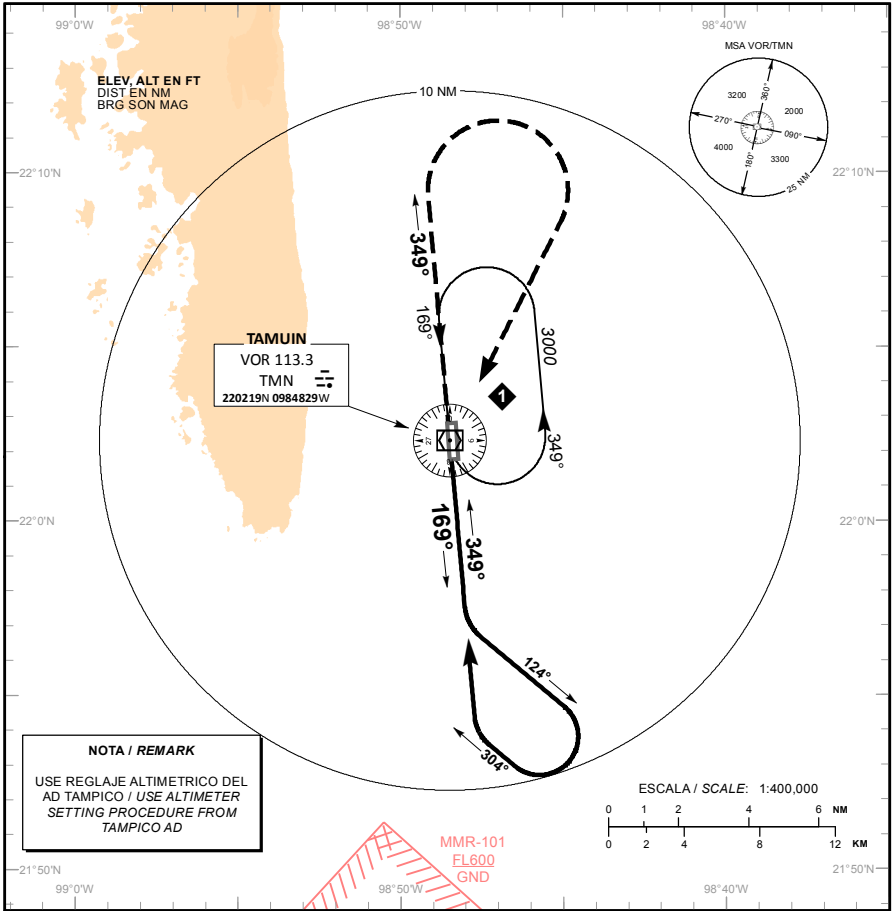 99°0'W
98°50'W
98°40'W
ELEV, ALT EN FT
DIST EN NM
BRG SON MAG
10 NM
MSA VOR/TMN
360°
3200
2000
270°
090°
4000
3300
180°
25 NM
22°10'N
22°10'N
349°
169°
3000
TAMUIN
VOR 113.3
TMN
220219N 0984829W
1
27
9
349°
22°0'N
22°0'N
169°
349°
124°
304°
NOTA / REMARK
USE REGLAJE ALTIMETRICO DEL
AD TAMPICO / USE ALTIMETER
SETTING PROCEDURE FROM
TAMPICO AD
ESCALA / SCALE: 1:400,000
0 1 2 4 6 NM
0 2 4 8 12 KM
MMR-101
FL600
GND
21°50'N
21°50'N
99°0'W
98°50'W
98°40'W